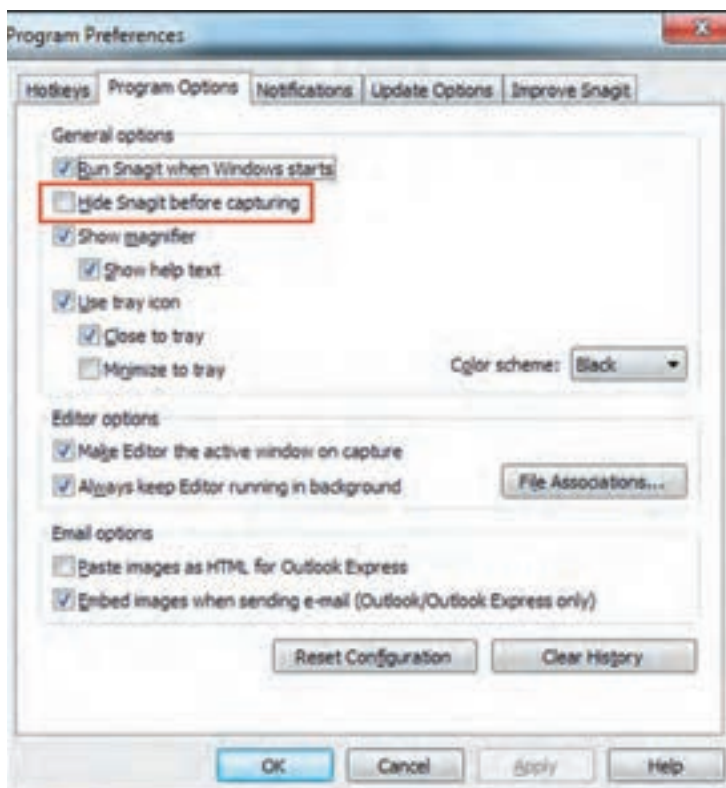 Program Preferences
Hotkeys Program Options Notifications Update Options Improve Snagit
General options
Run Snagit when Windows starts
Hide Snagit before capturing
Show magnifier
Show help text
Use tray icon
Close to tray
Minimize to tray Color scheme: Black
Editor options
Make Editor the active window on capture
Always keep Editor running in background File Associations...
Email options
Paste images as HTML for Outlook Express
Embed images when sending e-mail (Outlook/Outlook Express only)
Reset Configuration Clear History
OK Cancel Apply Help